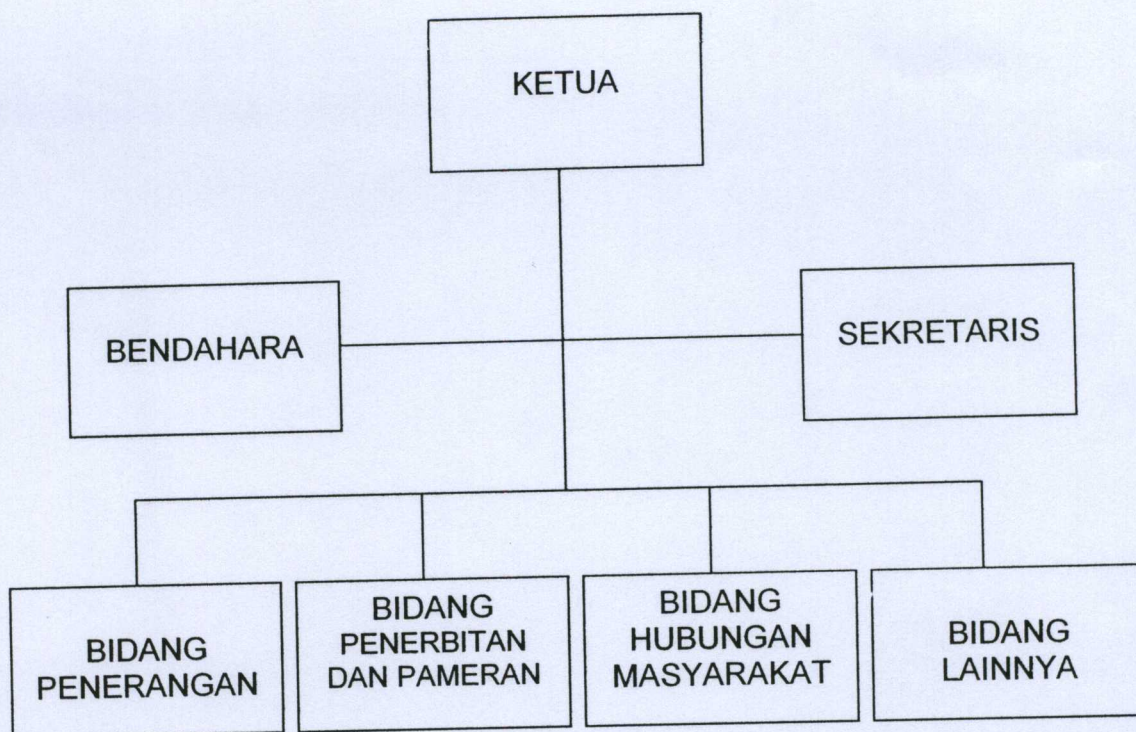 KETUA
BENDAHARA
SEKRETARIS
BIDANG
PENERANGAN
BIDANG
PENERBITAN
DAN PAMERAN
BIDANG
HUBUNGAN
MASYARAKAT
BIDANG
LAINNYA